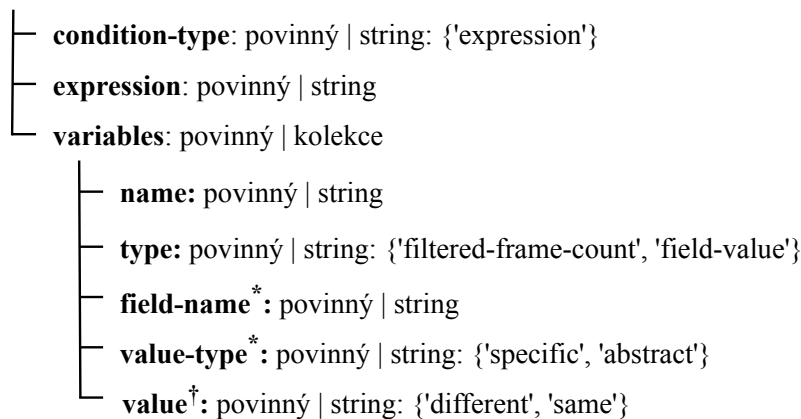 condition-type: povinný | string: {'expression'}
expression: povinný | string
variables: povinný | kolekce
name: povinný | string
type: povinný | string: {'filtered-frame-count', 'field-value'}
field-name*: povinný | string
value-type*: povinný | string: {'specific', 'abstract'}
value†: povinný | string: {'different', 'same'}